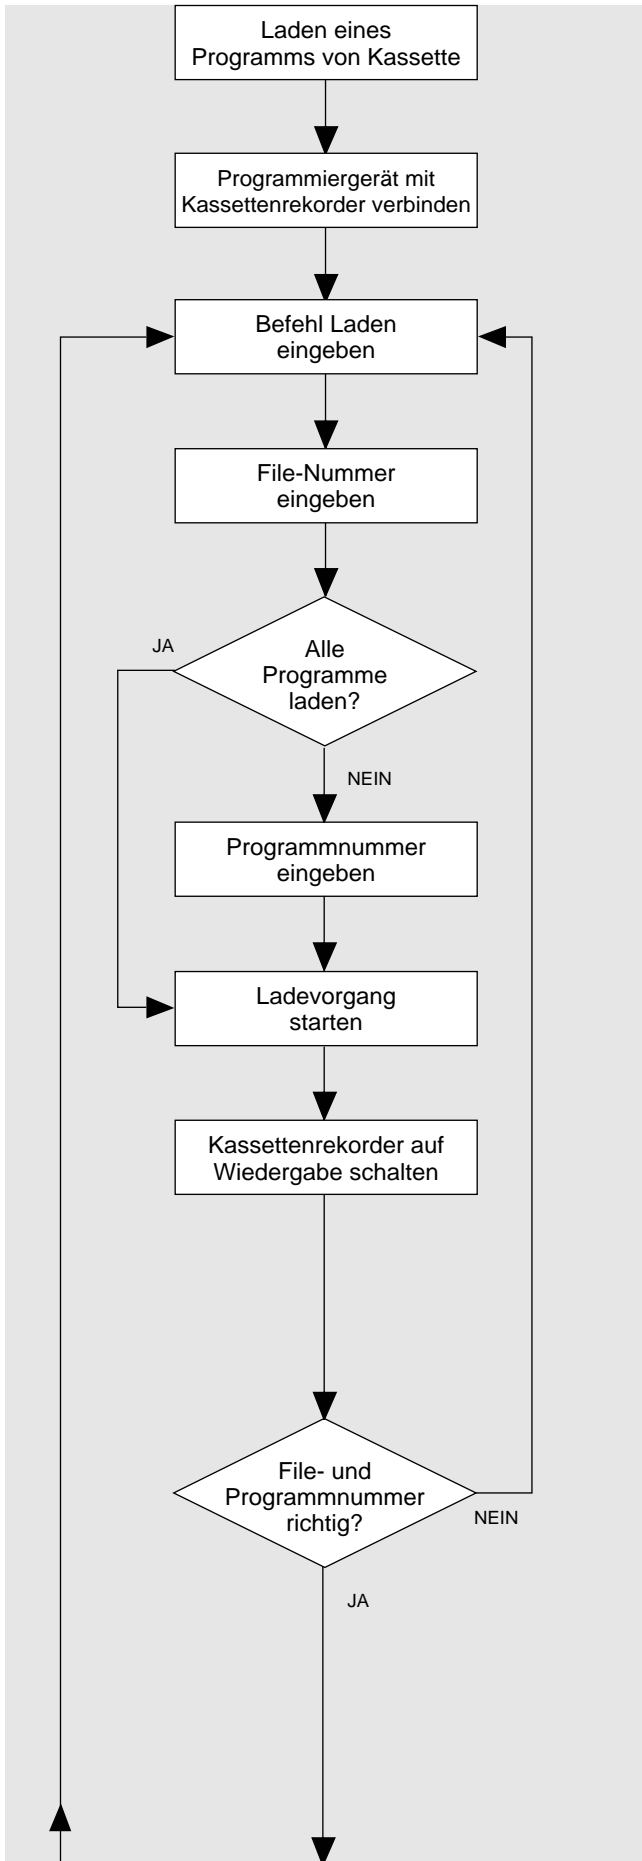 Laden eines
Programms von Kassette
Programmiergerät mit
Kassettenrekorder verbinden
Befehl Laden
eingeben
File-Nummer
eingeben
JA
Alle
Programme
laden?
NEIN
Programmnummer
eingeben
Ladevorgang
starten
Kassettenrekorder auf
Wiedergabe schalten
File- und
Programmnummer
richtig?
NEIN
JA